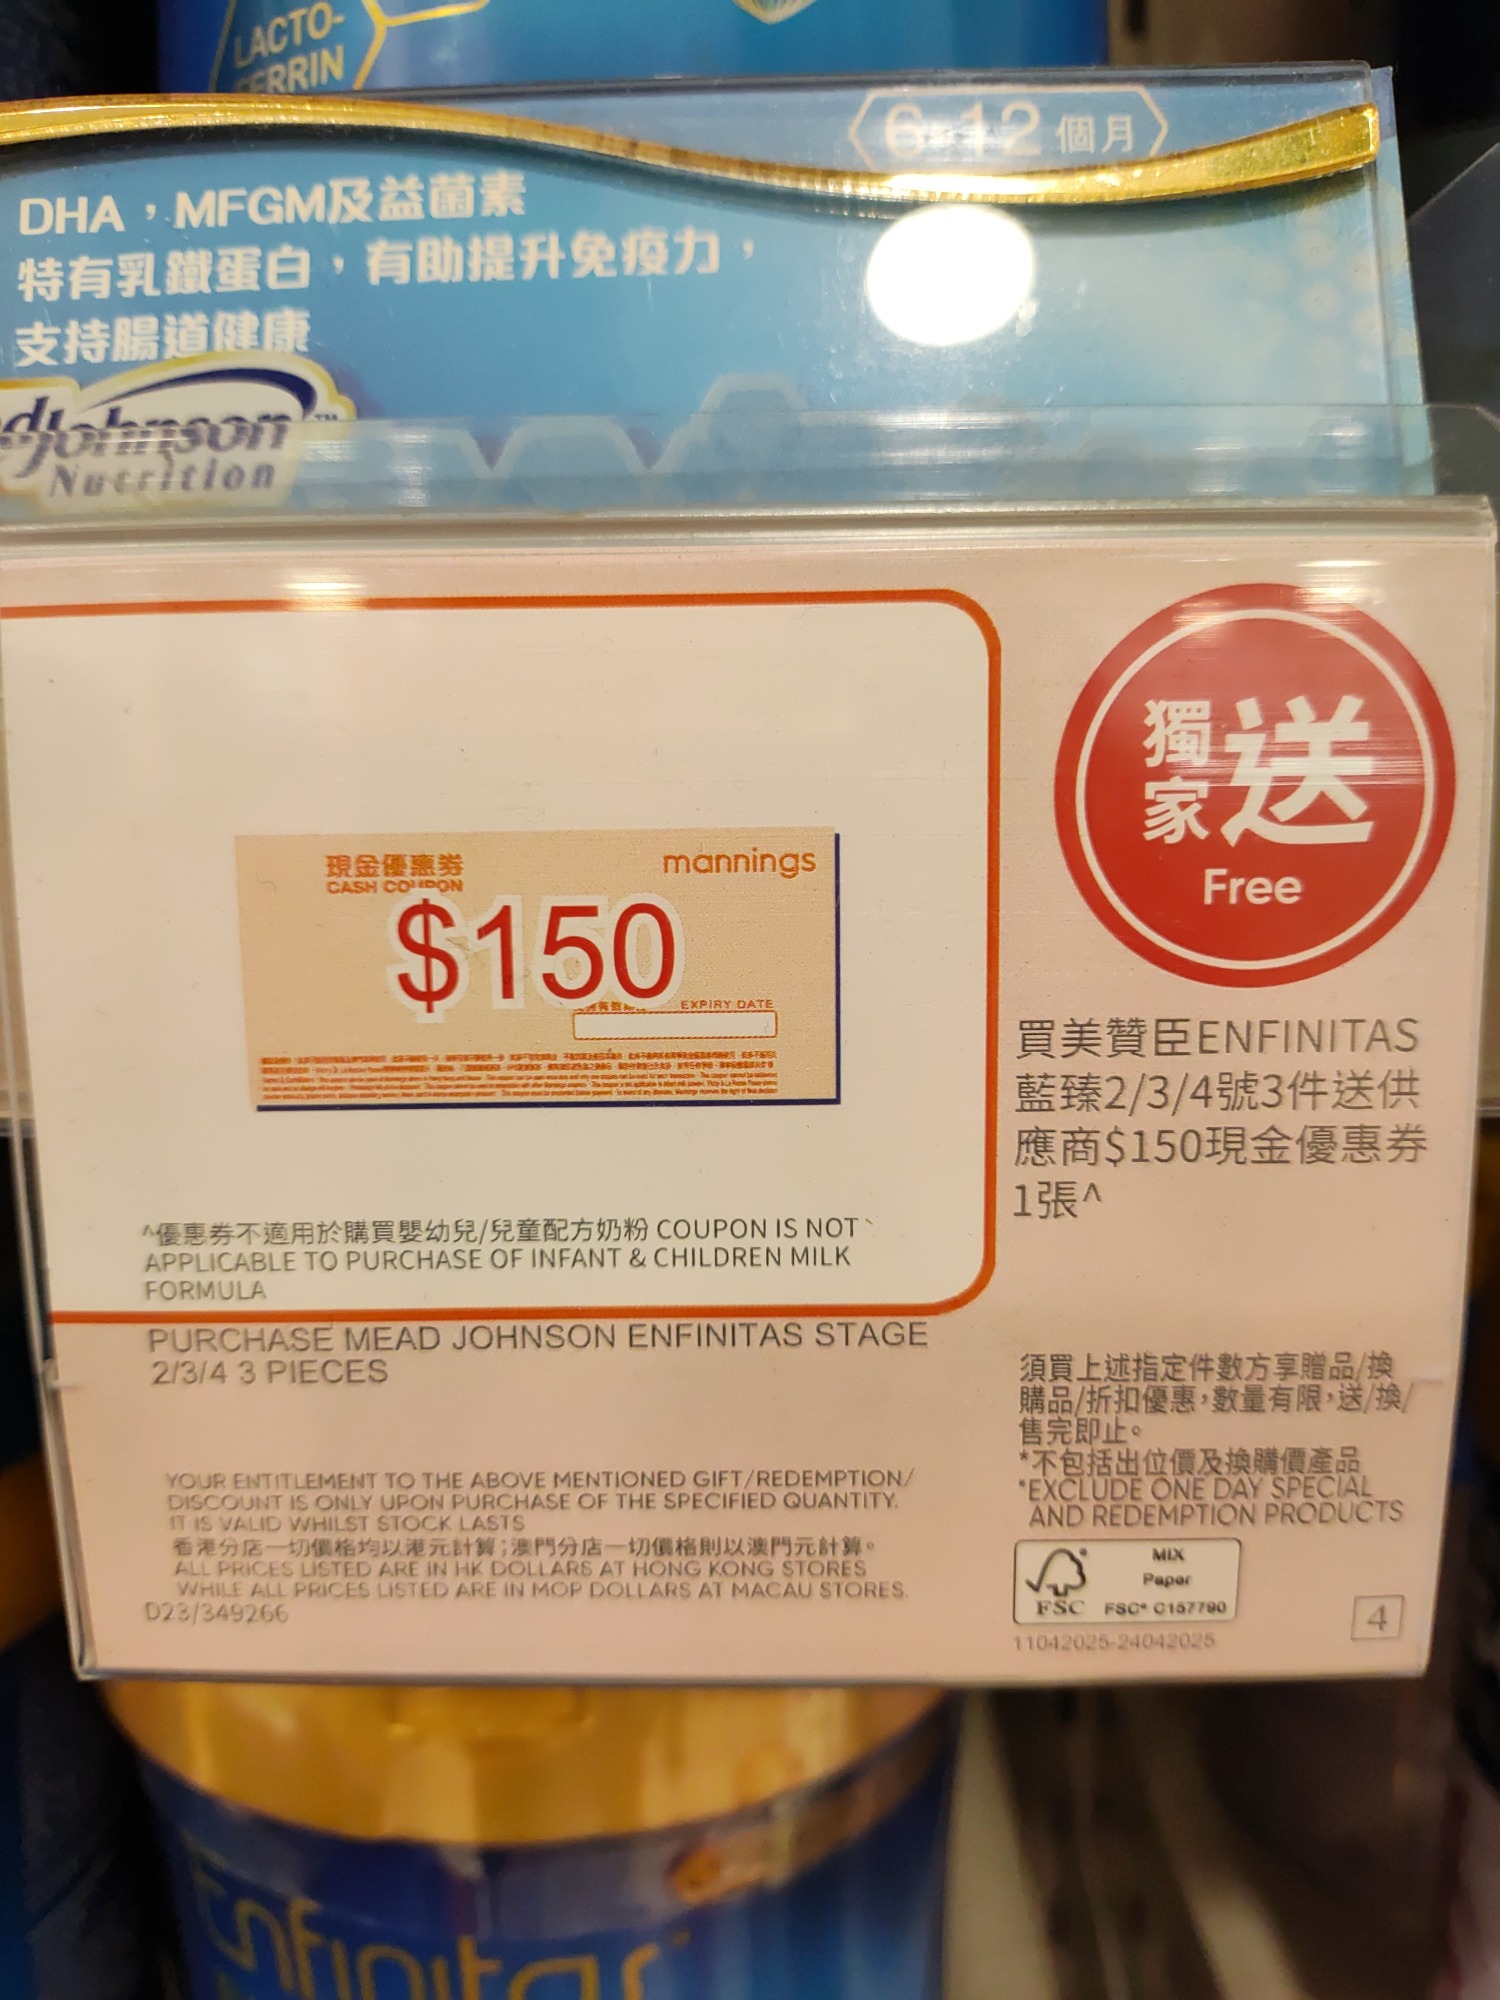 LACTO-
FERRIN
6-12 個月
DHA，MFGM及益菌素
特有乳鐵蛋白，有助提升免疫力，
支持腸道健康
dJohnson™
Nutrition
獨家送
Free
現金優惠券
mannings
CASH COUPON
$150
EXPIRY DATE
買美贊臣ENFINITAS
藍臻2/3/4號3件送供
應商$150現金優惠券
1張^
^優惠券不適用於購買嬰幼兒/兒童配方奶粉 COUPON IS NOT
APPLICABLE TO PURCHASE OF INFANT & CHILDREN MILK
FORMULA
PURCHASE MEAD JOHNSON ENFINITAS STAGE
2/3/4 3 PIECES
須買上述指定件數方享贈品/換
購品/折扣優惠，數量有限，送/換/
售完即止。
*不包括出位價及換購價產品
*EXCLUDE ONE DAY SPECIAL
AND REDEMPTION PRODUCTS
YOUR ENTITLEMENT TO THE ABOVE MENTIONED GIFT/REDEMPTION/
DISCOUNT IS ONLY UPON PURCHASE OF THE SPECIFIED QUANTITY.
IT IS VALID WHILST STOCK LASTS
香港分店一切價格均以港元計算；澳門分店一切價格則以澳門元計算。
ALL PRICES LISTED ARE IN HK DOLLARS AT HONG KONG STORES
WHILE ALL PRICES LISTED ARE IN MOP DOLLARS AT MACAU STORES.
D23/349266
MIX
Paper
FSC FSC® C157790
4
11042025-24042025
Enfinitas